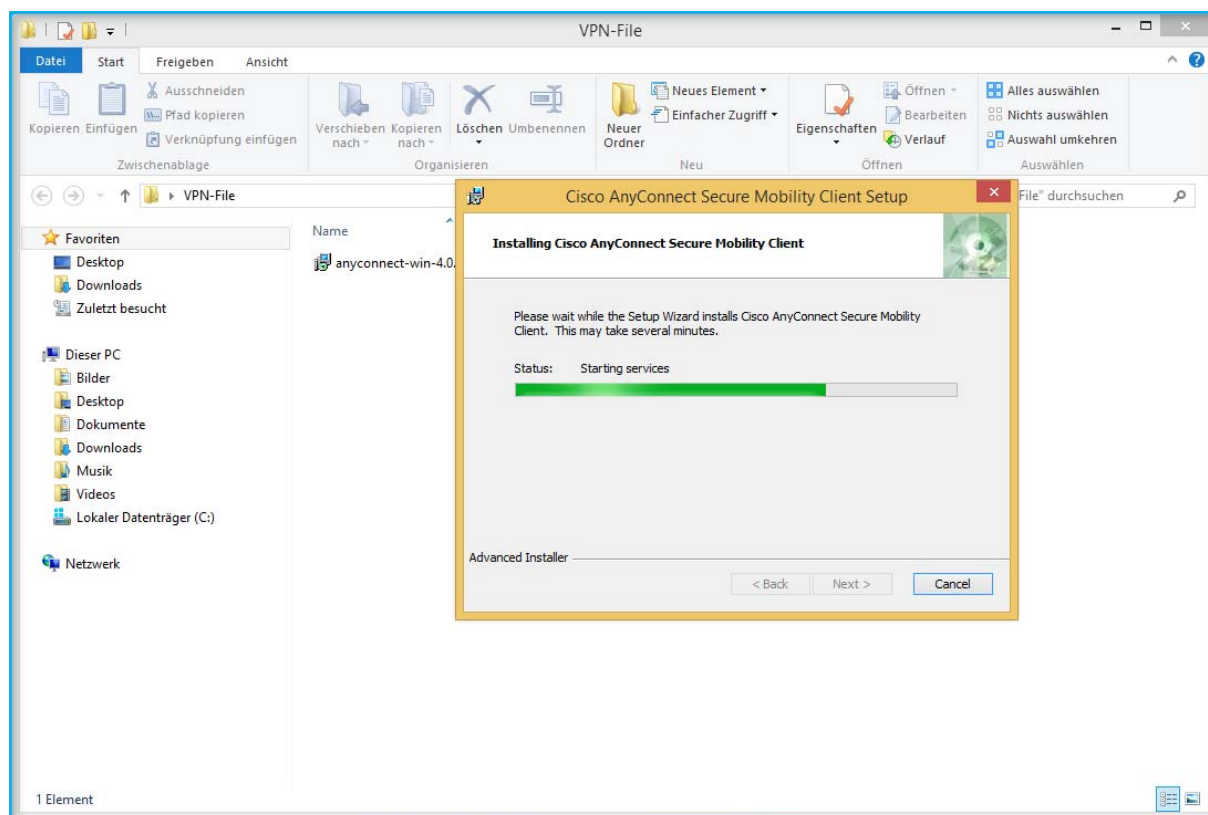 VPN-File
Datei Start Freigeben Ansicht
Kopieren Einfügen
Ausschneiden
Pfad kopieren
Verknüpfung einfügen
Zwischenablage
Verschieben nach
Kopieren nach
Löschen Umbenennen
Organisieren
Neuer
Ordner
Neues Element
Einfacher Zugriff
Neu
Eigenschaften
Öffnen
Bearbeiten
Verlauf
Öffnen
Alles auswählen
Nichts auswählen
Auswahl umkehren
Auswählen
VPN-File
File" durchsuchen
Favoriten
Desktop
Downloads
Zuletzt besucht
Dieser PC
Bilder
Desktop
Dokumente
Downloads
Musik
Videos
Lokaler Datenträger (C:)
Netzwerk
Name
anyconnect-win-4.0.
Cisco AnyConnect Secure Mobility Client Setup
Installing Cisco AnyConnect Secure Mobility Client
Please wait while the Setup Wizard installs Cisco AnyConnect Secure Mobility
Client. This may take several minutes.
Status: Starting services
Advanced Installer
< Back Next > Cancel
1 Element